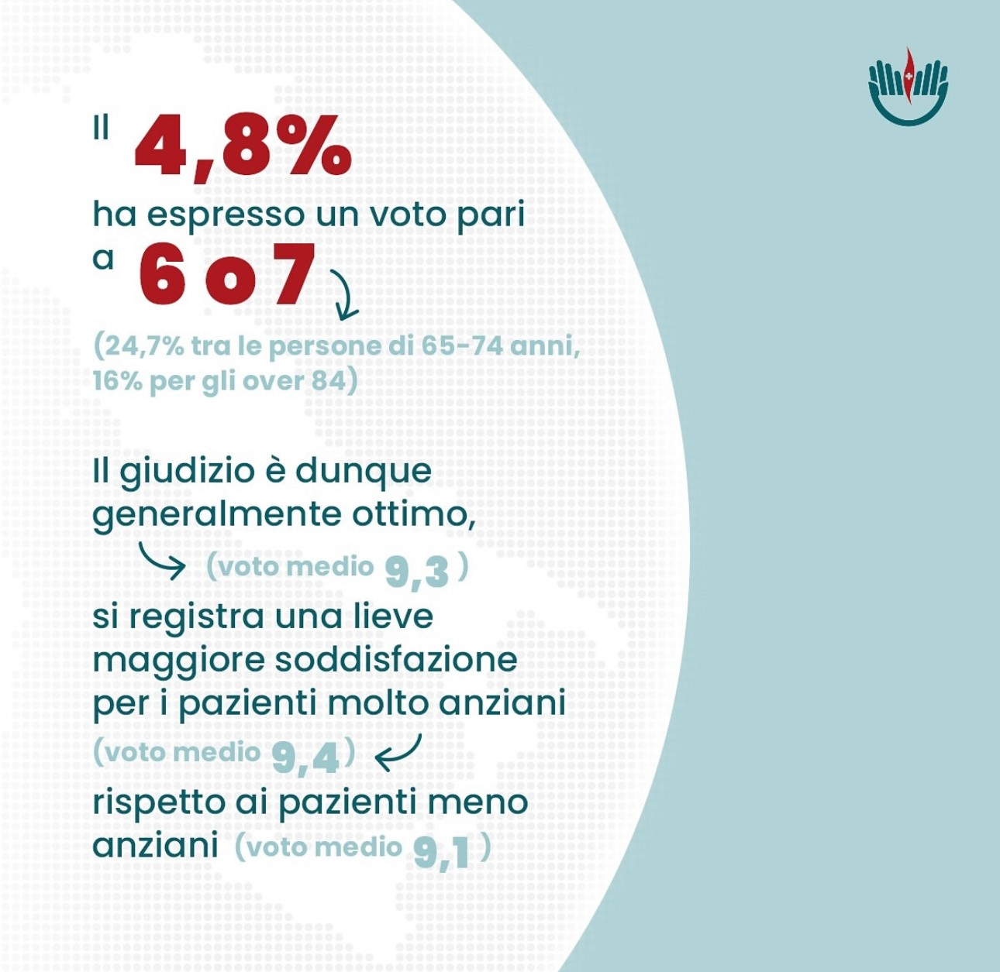 Il 4,8%
ha espresso un voto pari
a 6 o 7
(24,7% tra le persone di 65-74 anni,
16% per gli over 84)
Il giudizio è dunque
generalmente ottimo,
(voto medio 9,3 )
si registra una lieve
maggiore soddisfazione
per i pazienti molto anziani
(voto medio 9,4)
rispetto ai pazienti meno
anziani (voto medio 9,1 )